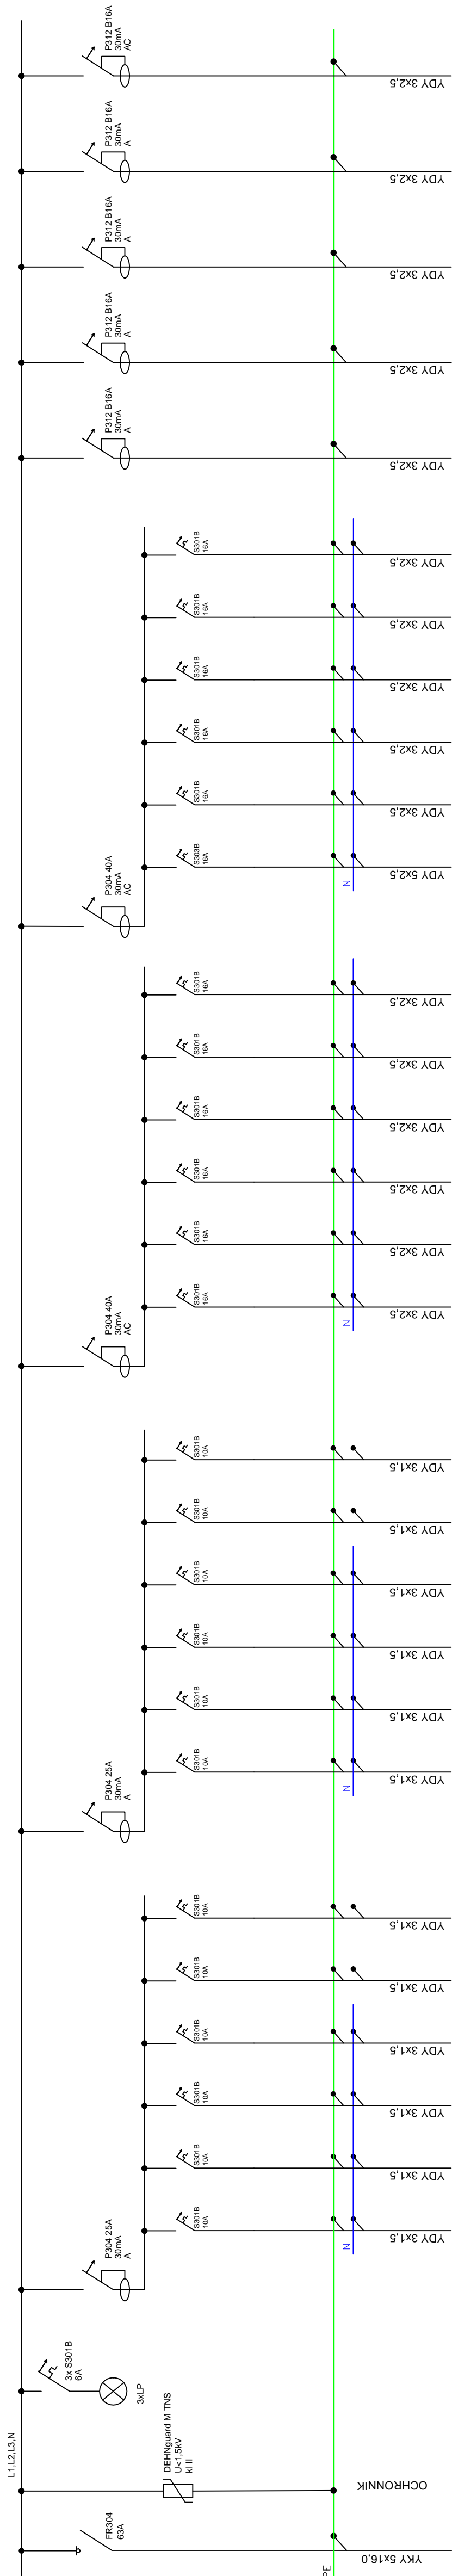 P312 B16A
30mA
AC
YDY 3x2,5
P312 B16A
30mA
A
YDY 3x2,5
P312 B16A
30mA
A
YDY 3x2,5
P312 B16A
30mA
A
YDY 3x2,5
P312 B16A
30mA
A
YDY 3x2,5
S301B
16A
YDY 3x2,5
S301B
16A
YDY 3x2,5
S301B
16A
YDY 3x2,5
S301B
16A
YDY 3x2,5
S301B
16A
YDY 3x2,5
S303B
16A
YDY 5x2,5
N
P304 40A
30mA
AC
S301B
16A
YDY 3x2,5
S301B
16A
YDY 3x2,5
S301B
16A
YDY 3x2,5
S301B
16A
YDY 3x2,5
S301B
16A
YDY 3x2,5
S301B
16A
YDY 3x2,5
N
P304 40A
30mA
AC
S301B
10A
YDY 3x1,5
S301B
10A
YDY 3x1,5
S301B
10A
YDY 3x1,5
S301B
10A
YDY 3x1,5
S301B
10A
YDY 3x1,5
S301B
10A
YDY 3x1,5
N
P304 25A
30mA
A
S301B
10A
YDY 3x1,5
S301B
10A
YDY 3x1,5
S301B
10A
YDY 3x1,5
S301B
10A
YDY 3x1,5
S301B
10A
YDY 3x1,5
S301B
10A
YDY 3x1,5
N
P304 25A
30mA
A
3x S301B
6A
3xLP
L1,L2,L3,N
DEHNguard M TNS
U<1,5kV
kl II
OCHRONNIK
FR304
63A
YKY 5x16,0
PE